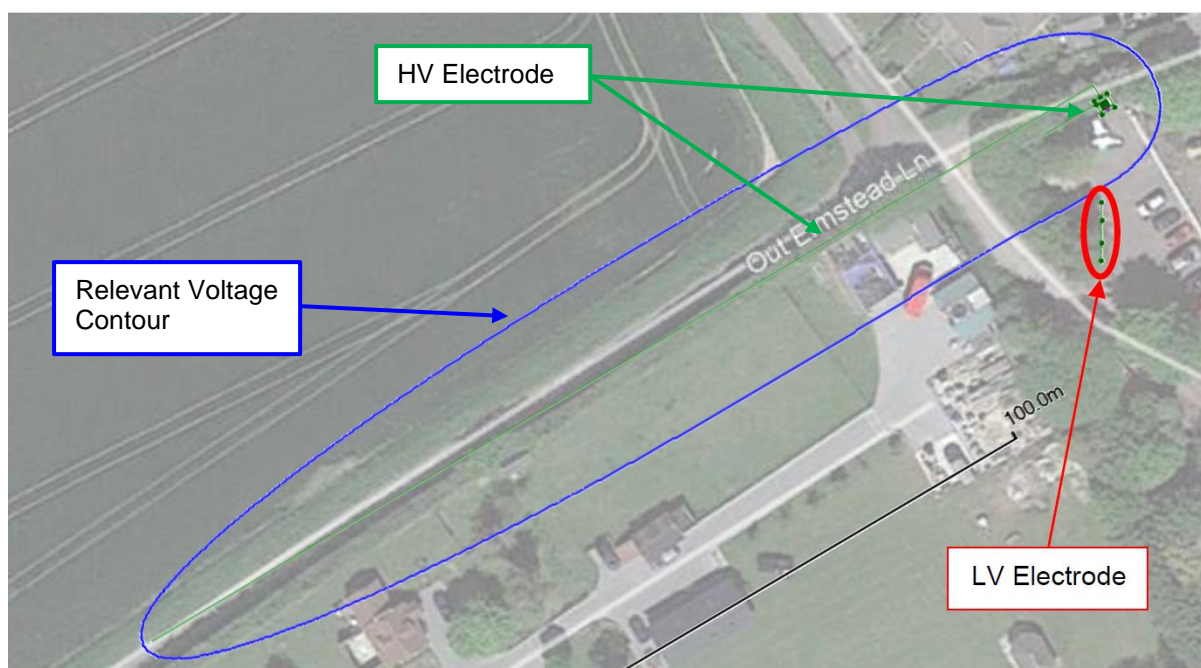 HV Electrode
Out Elmstead Ln
Relevant Voltage
Contour
100.0m
LV Electrode